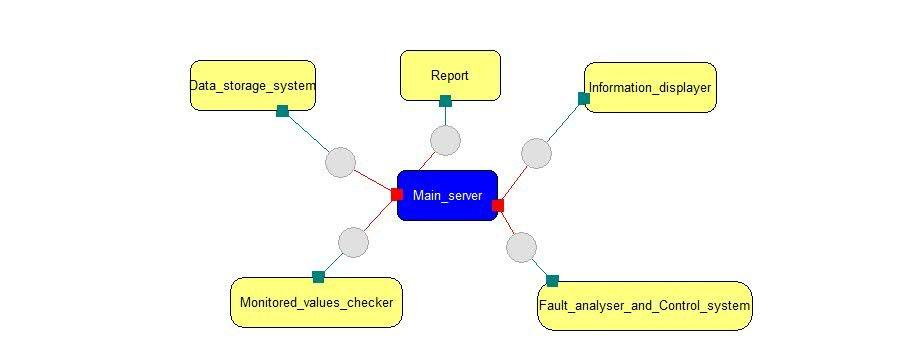 Data_storage_system
Report
Information_displayer
Main_server
Monitored_values_checker
Fault_analyser_and_Control_system